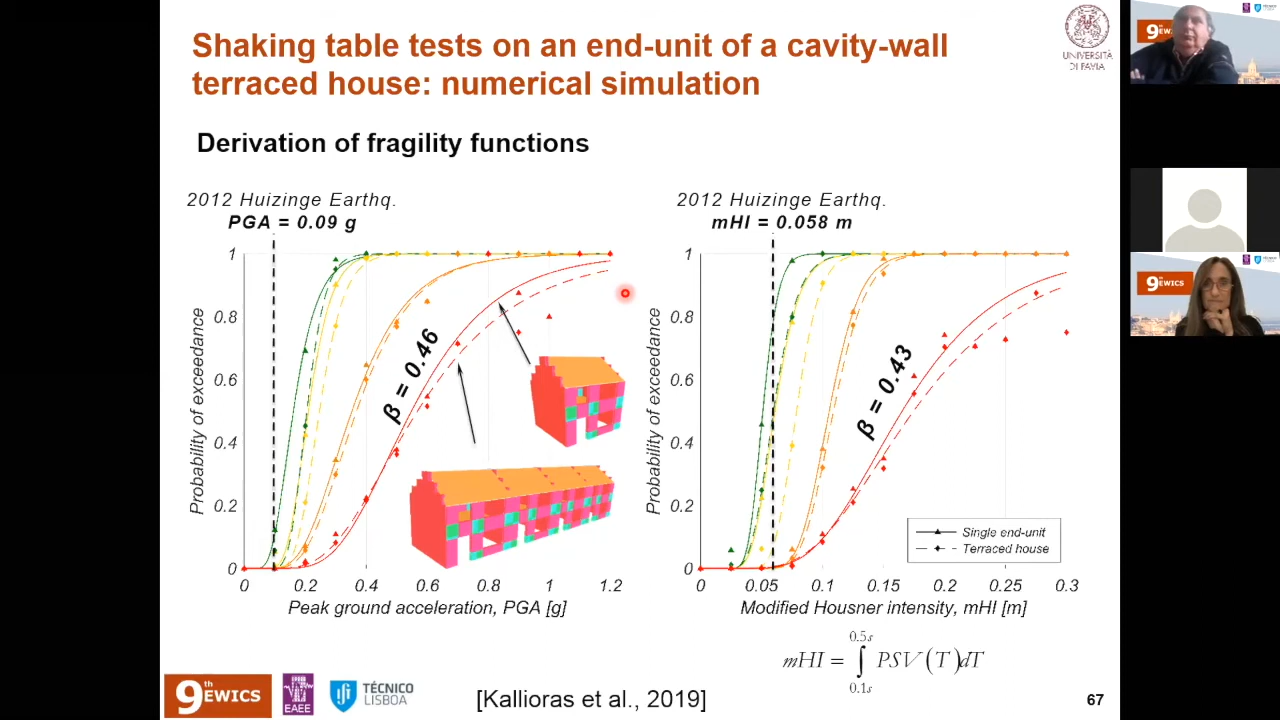 Shaking table tests on an end-unit of a cavity-wall
terraced house: numerical simulation
UNIVERSITÀ
DI PAVIA
Derivation of fragility functions
2012 Huizinge Earthq.
PGA = 0.09 g
2012 Huizinge Earthq.
mHI = 0.058 m
Probability of exceedance
1
0.8
0.6
0.4
0.2
0
β = 0.46
0 0.2 0.4 0.6 0.8 1 1.2
Peak ground acceleration, PGA [g]
Probability of exceedance
1
0.8
0.6
0.4
0.2
0
β = 0.43
Single end-unit
Terraced house
0 0.05 0.1 0.15 0.2 0.25 0.3
Modified Housner intensity, mHI [m]
mHI = ∫ 0.1s 0.5s PSV(T)dT
9th EWICS
EAEE
TÉCNICO
LISBOA
[Kallioras et al., 2019]
67
9th EWICS